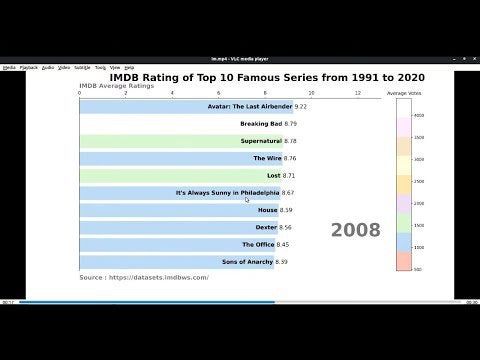 lm.mp4 - VLC media player
Media Playback Audio Video Subtitle Tools View Help
IMDB Rating of Top 10 Famous Series from 1991 to 2020
IMDB Average Ratings
Average Votes
0 2 4 6 8 10 12
Avatar: The Last Airbender 9.22
Breaking Bad 8.79
Supernatural 8.78
The Wire 8.76
Lost 8.71
It's Always Sunny in Philadelphia 8.67
House 8.59
Dexter 8.56
The Office 8.45
Sons of Anarchy 8.39
2008
4000
3000
2500
2000
1500
1000
500
Source : https://datasets.imdbws.com/
00:17